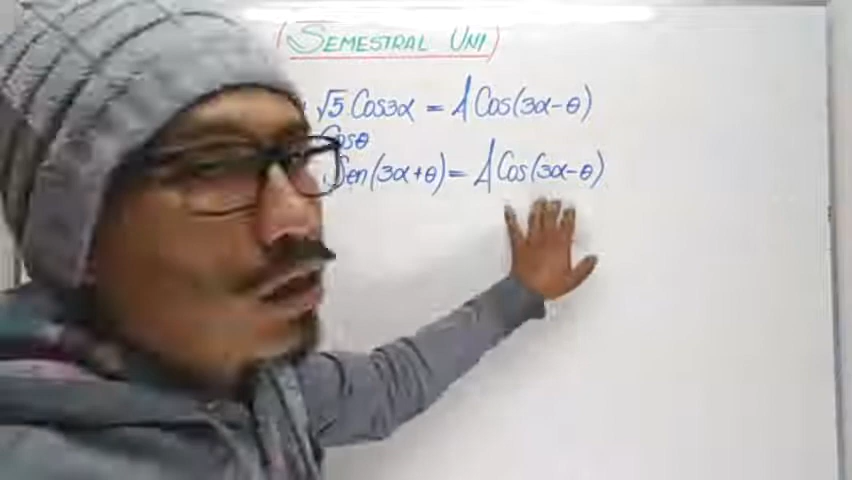 (SEMESTRAL UNI)
√5 Cos3α = A Cos(3α-θ)
Cosθ
Sen(3α+θ) = A Cos(3α-θ)